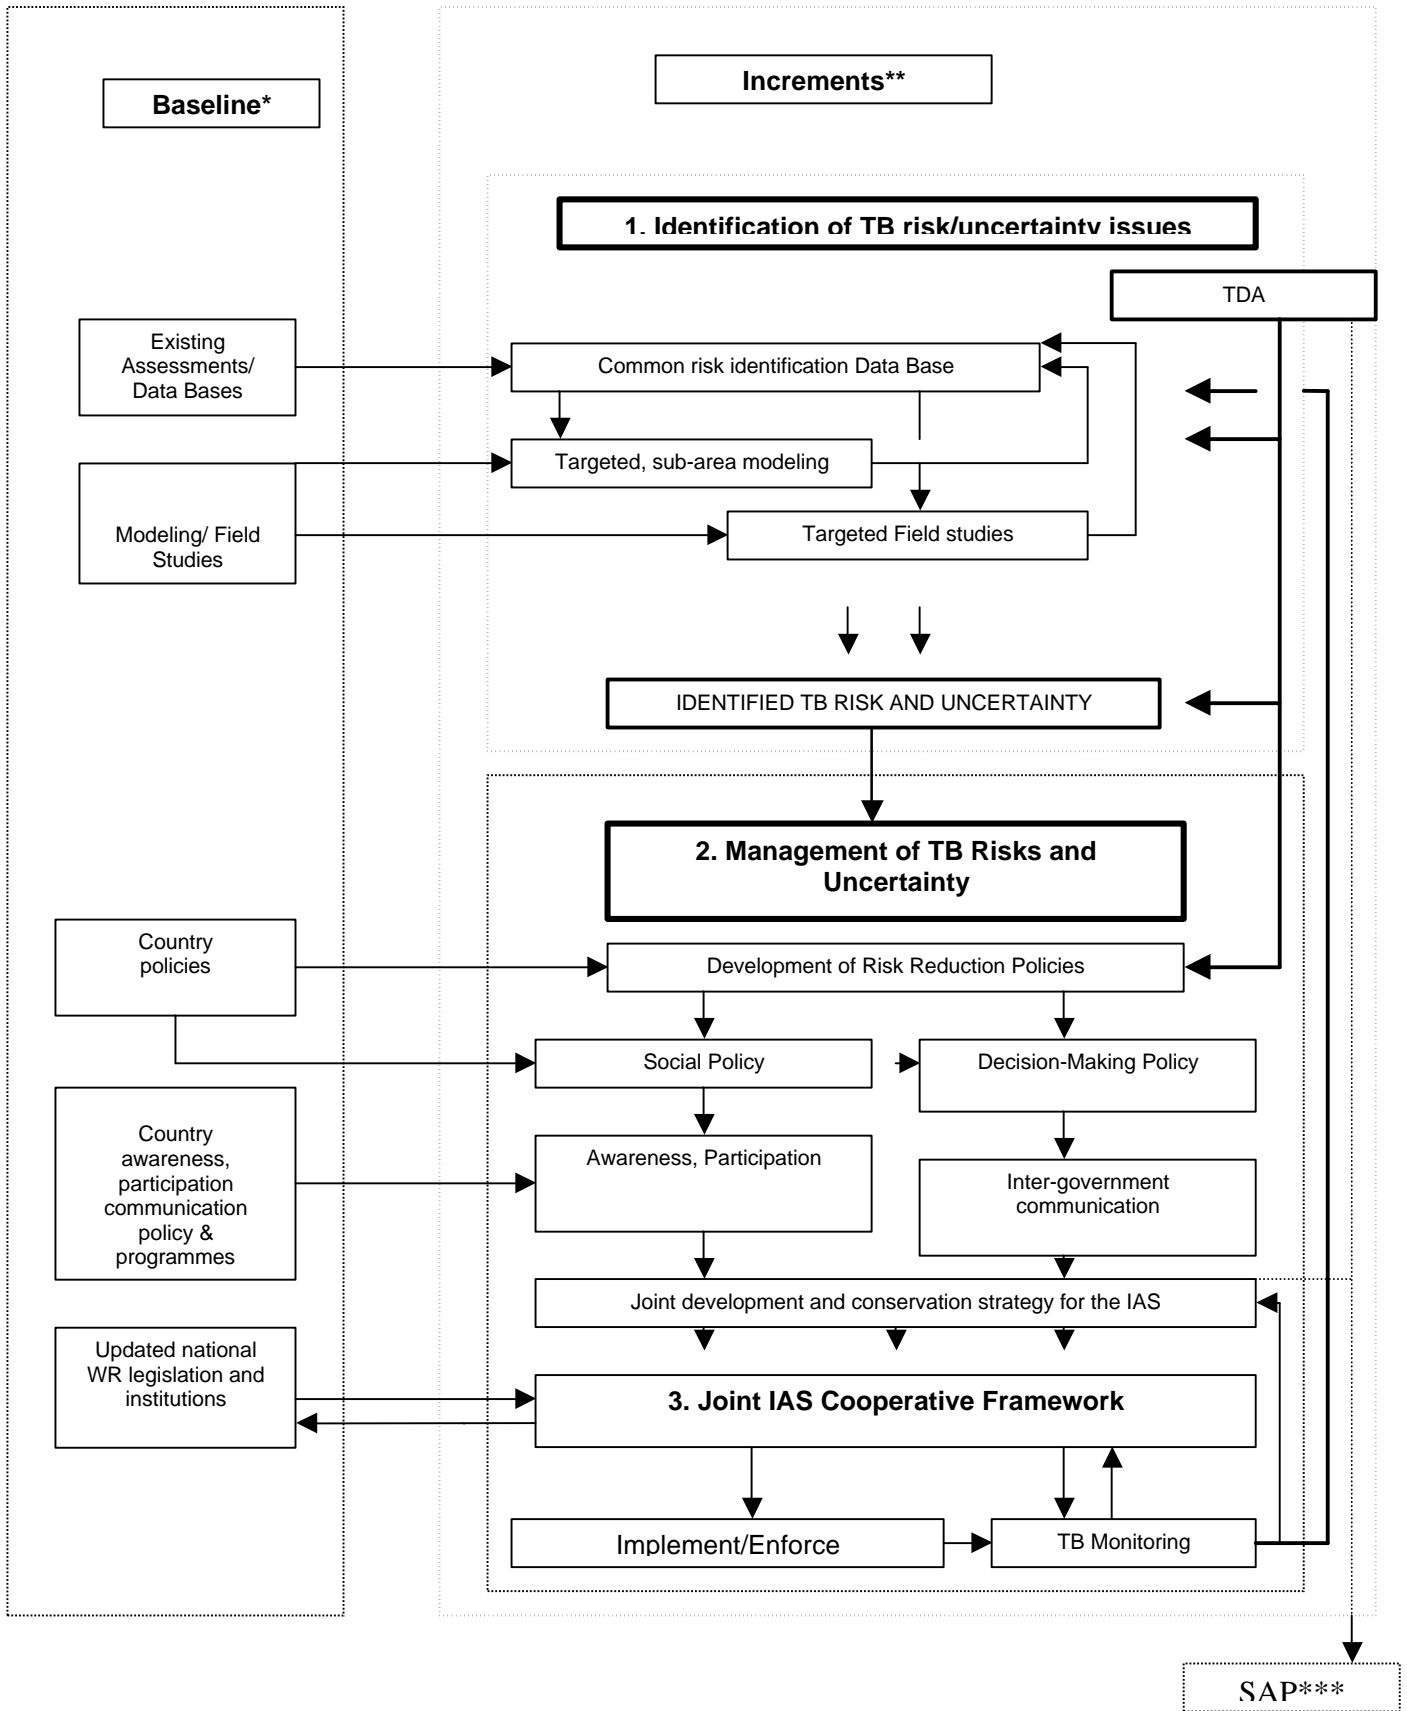 Baseline*
Increments**
1. Identification of TB risk/uncertainty issues
TDA
Existing
Assessments/
Data Bases
Common risk identification Data Base
Targeted, sub-area modeling
Modeling/ Field
Studies
Targeted Field studies
IDENTIFIED TB RISK AND UNCERTAINTY
2. Management of TB Risks and
Uncertainty
Country
policies
Development of Risk Reduction Policies
Social Policy
Decision-Making Policy
Country
awareness,
participation
communication
policy &
programmes
Awareness, Participation
Inter-government
communication
Joint development and conservation strategy for the IAS
Updated national
WR legislation and
institutions
3. Joint IAS Cooperative Framework
Implement/Enforce
TB Monitoring
SAP***